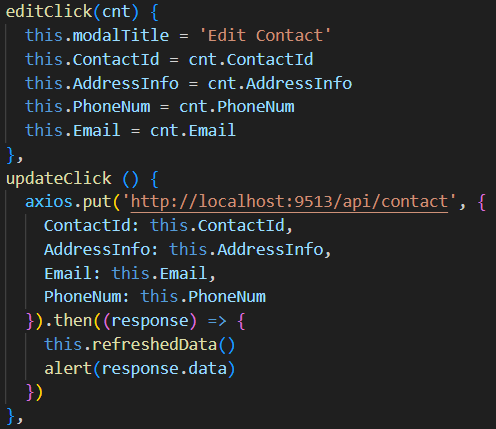 editClick(cnt) {
this.modalTitle = 'Edit Contact'
this.ContactId = cnt.ContactId
this.AddressInfo = cnt.AddressInfo
this.PhoneNum = cnt.PhoneNum
this.Email = cnt.Email
},
updateClick () {
axios.put('http://localhost:9513/api/contact', {
ContactId: this.ContactId,
AddressInfo: this.AddressInfo,
Email: this.Email,
PhoneNum: this.PhoneNum
}).then((response) => {
this.refreshedData()
alert(response.data)
})
},